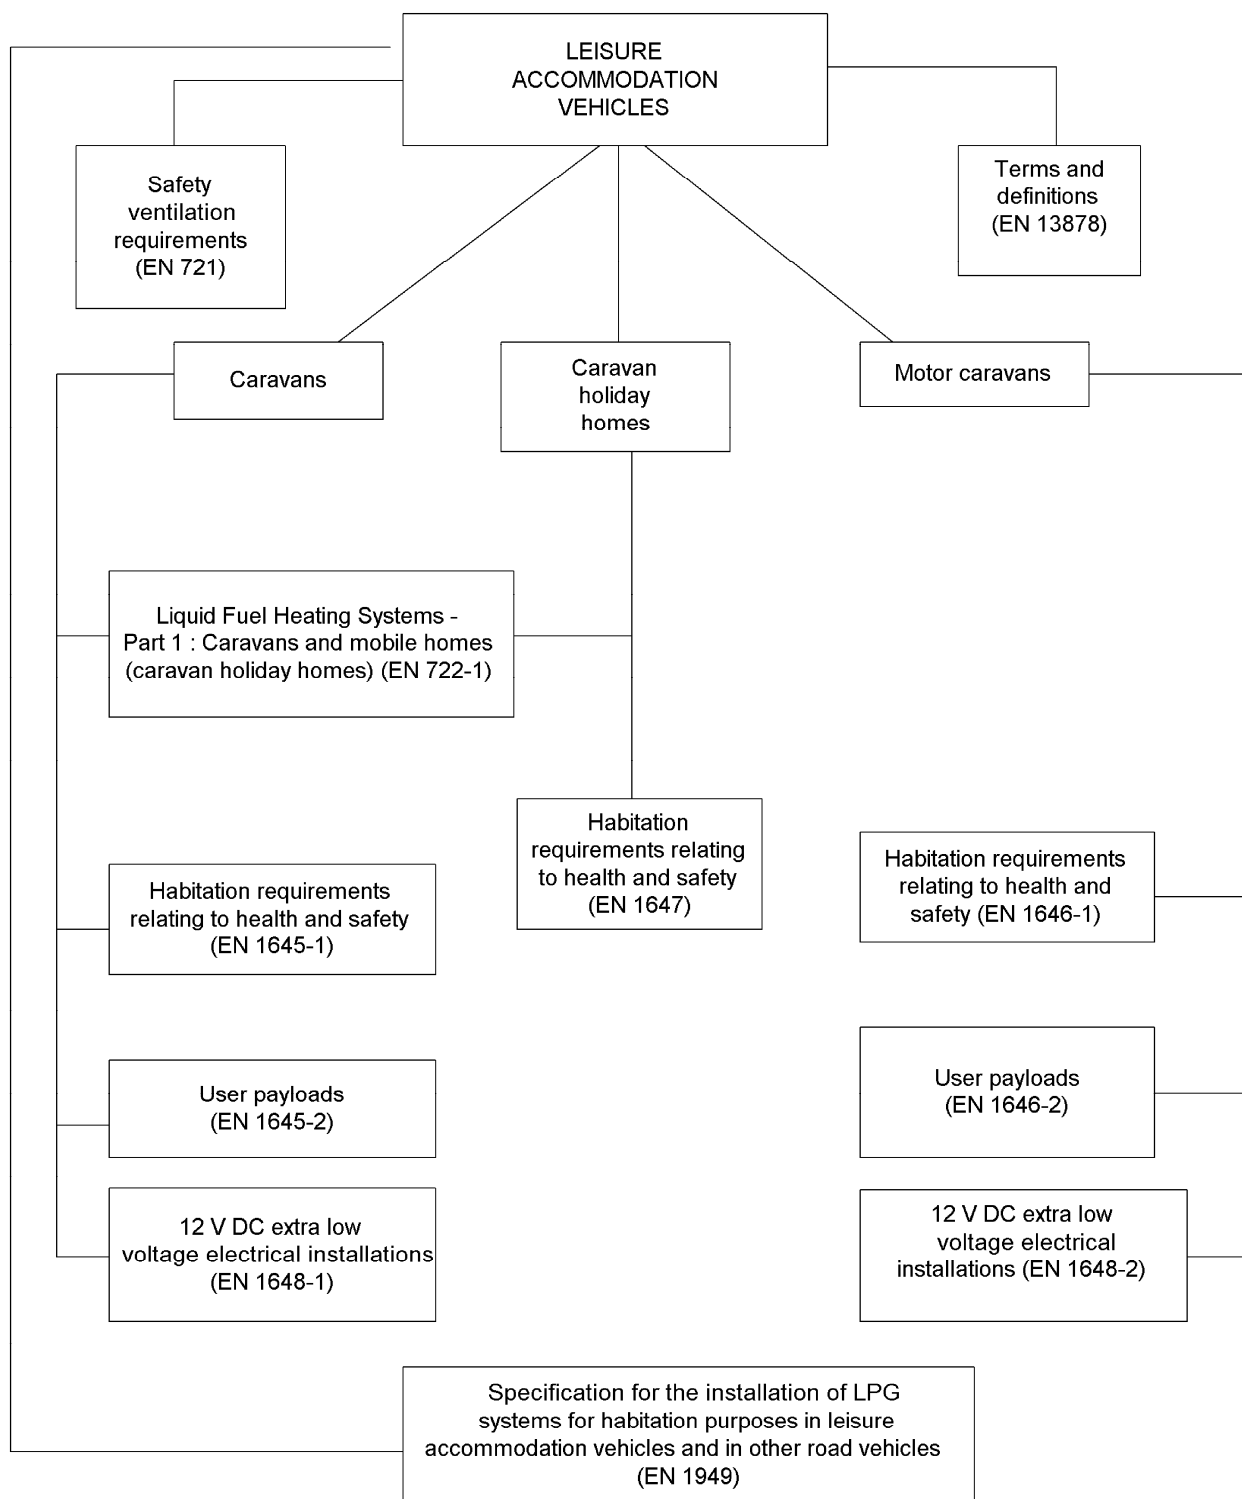 LEISURE
ACCOMMODATION
VEHICLES
Safety
ventilation
requirements
(EN 721)
Terms and
definitions
(EN 13878)
Caravans
Caravan
holiday
homes
Motor caravans
Liquid Fuel Heating Systems -
Part 1 : Caravans and mobile homes
(caravan holiday homes) (EN 722-1)
Habitation
requirements relating
to health and safety
(EN 1647)
Habitation requirements
relating to health and
safety (EN 1646-1)
Habitation requirements
relating to health and safety
(EN 1645-1)
User payloads
(EN 1645-2)
User payloads
(EN 1646-2)
12 V DC extra low
voltage electrical installations
(EN 1648-1)
12 V DC extra low
voltage electrical
installations (EN 1648-2)
Specification for the installation of LPG
systems for habitation purposes in leisure
accommodation vehicles and in other road vehicles
(EN 1949)